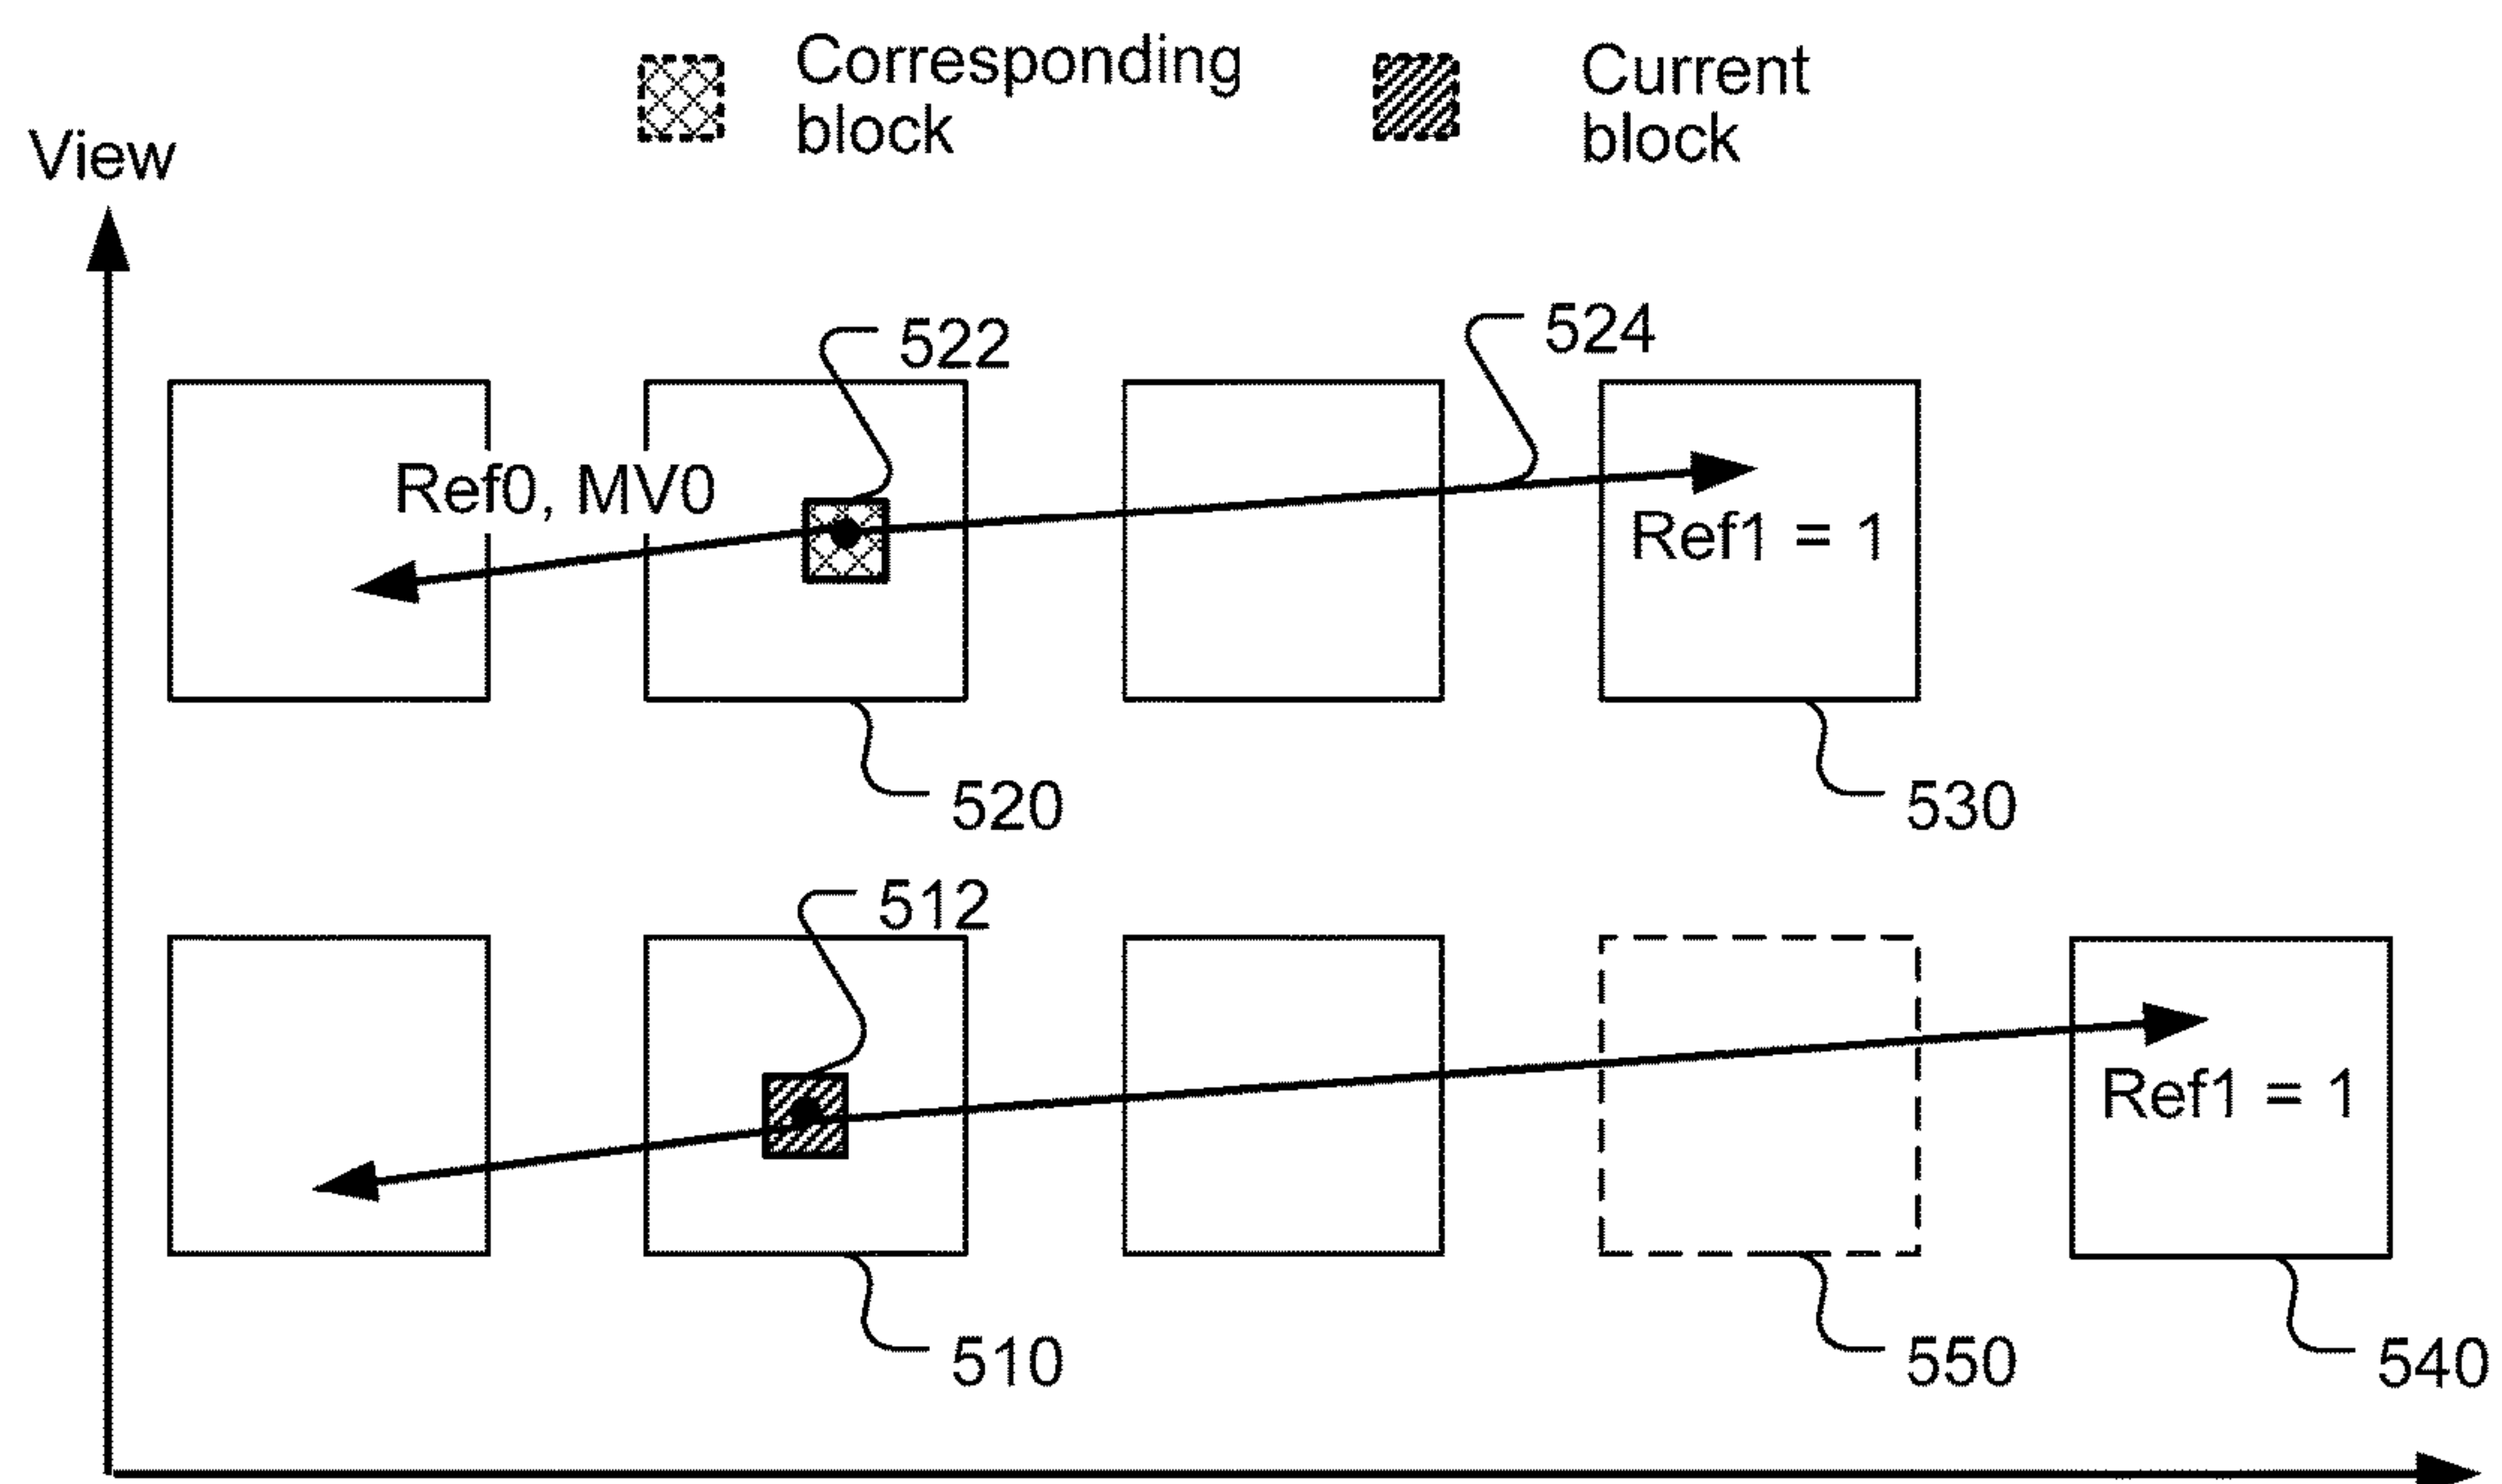 Corresponding
block
Current
block
View
522
524
Ref0, MV0
Ref1 = 1
520
530
512
Ref1 = 1
510
550
540